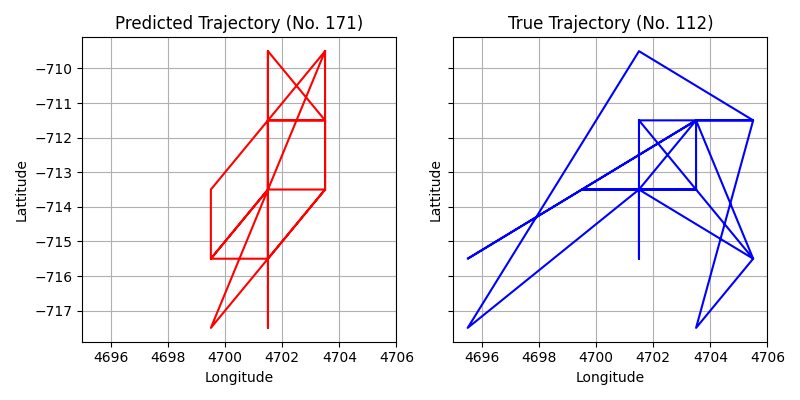 Predicted Trajectory (No. 171)
True Trajectory (No. 112)
Lattitude
−710
−711
−712
−713
−714
−715
−716
−717
4696 4698 4700 4702 4704 4706
Longitude
Lattitude
4696 4698 4700 4702 4704 4706
Longitude